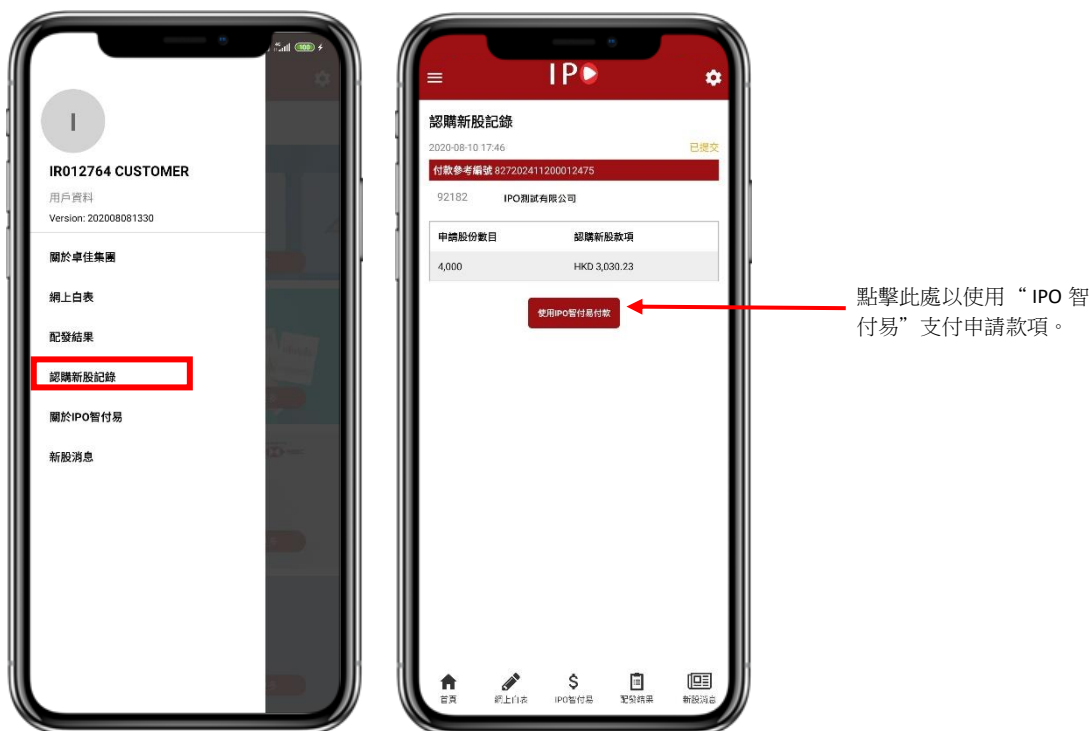 I
IR012764 CUSTOMER
用戶資料
Version: 202008081330
關於卓佳集團
網上白表
配發結果
認購新股記錄
關於IPO智付易
新股消息
IPO
認購新股記錄
2020-08-10 17:46 已提交
付款參考編號 827202411200012475
92182 IPO測試有限公司
申請股份數目 認購新股款項
4,000 HKD 3,030.23
使用IPO智付易付款
首頁 網上白表 IPO智付易 配發結果 新股消息
點擊此處以使用“IPO 智
付易”支付申請款項。